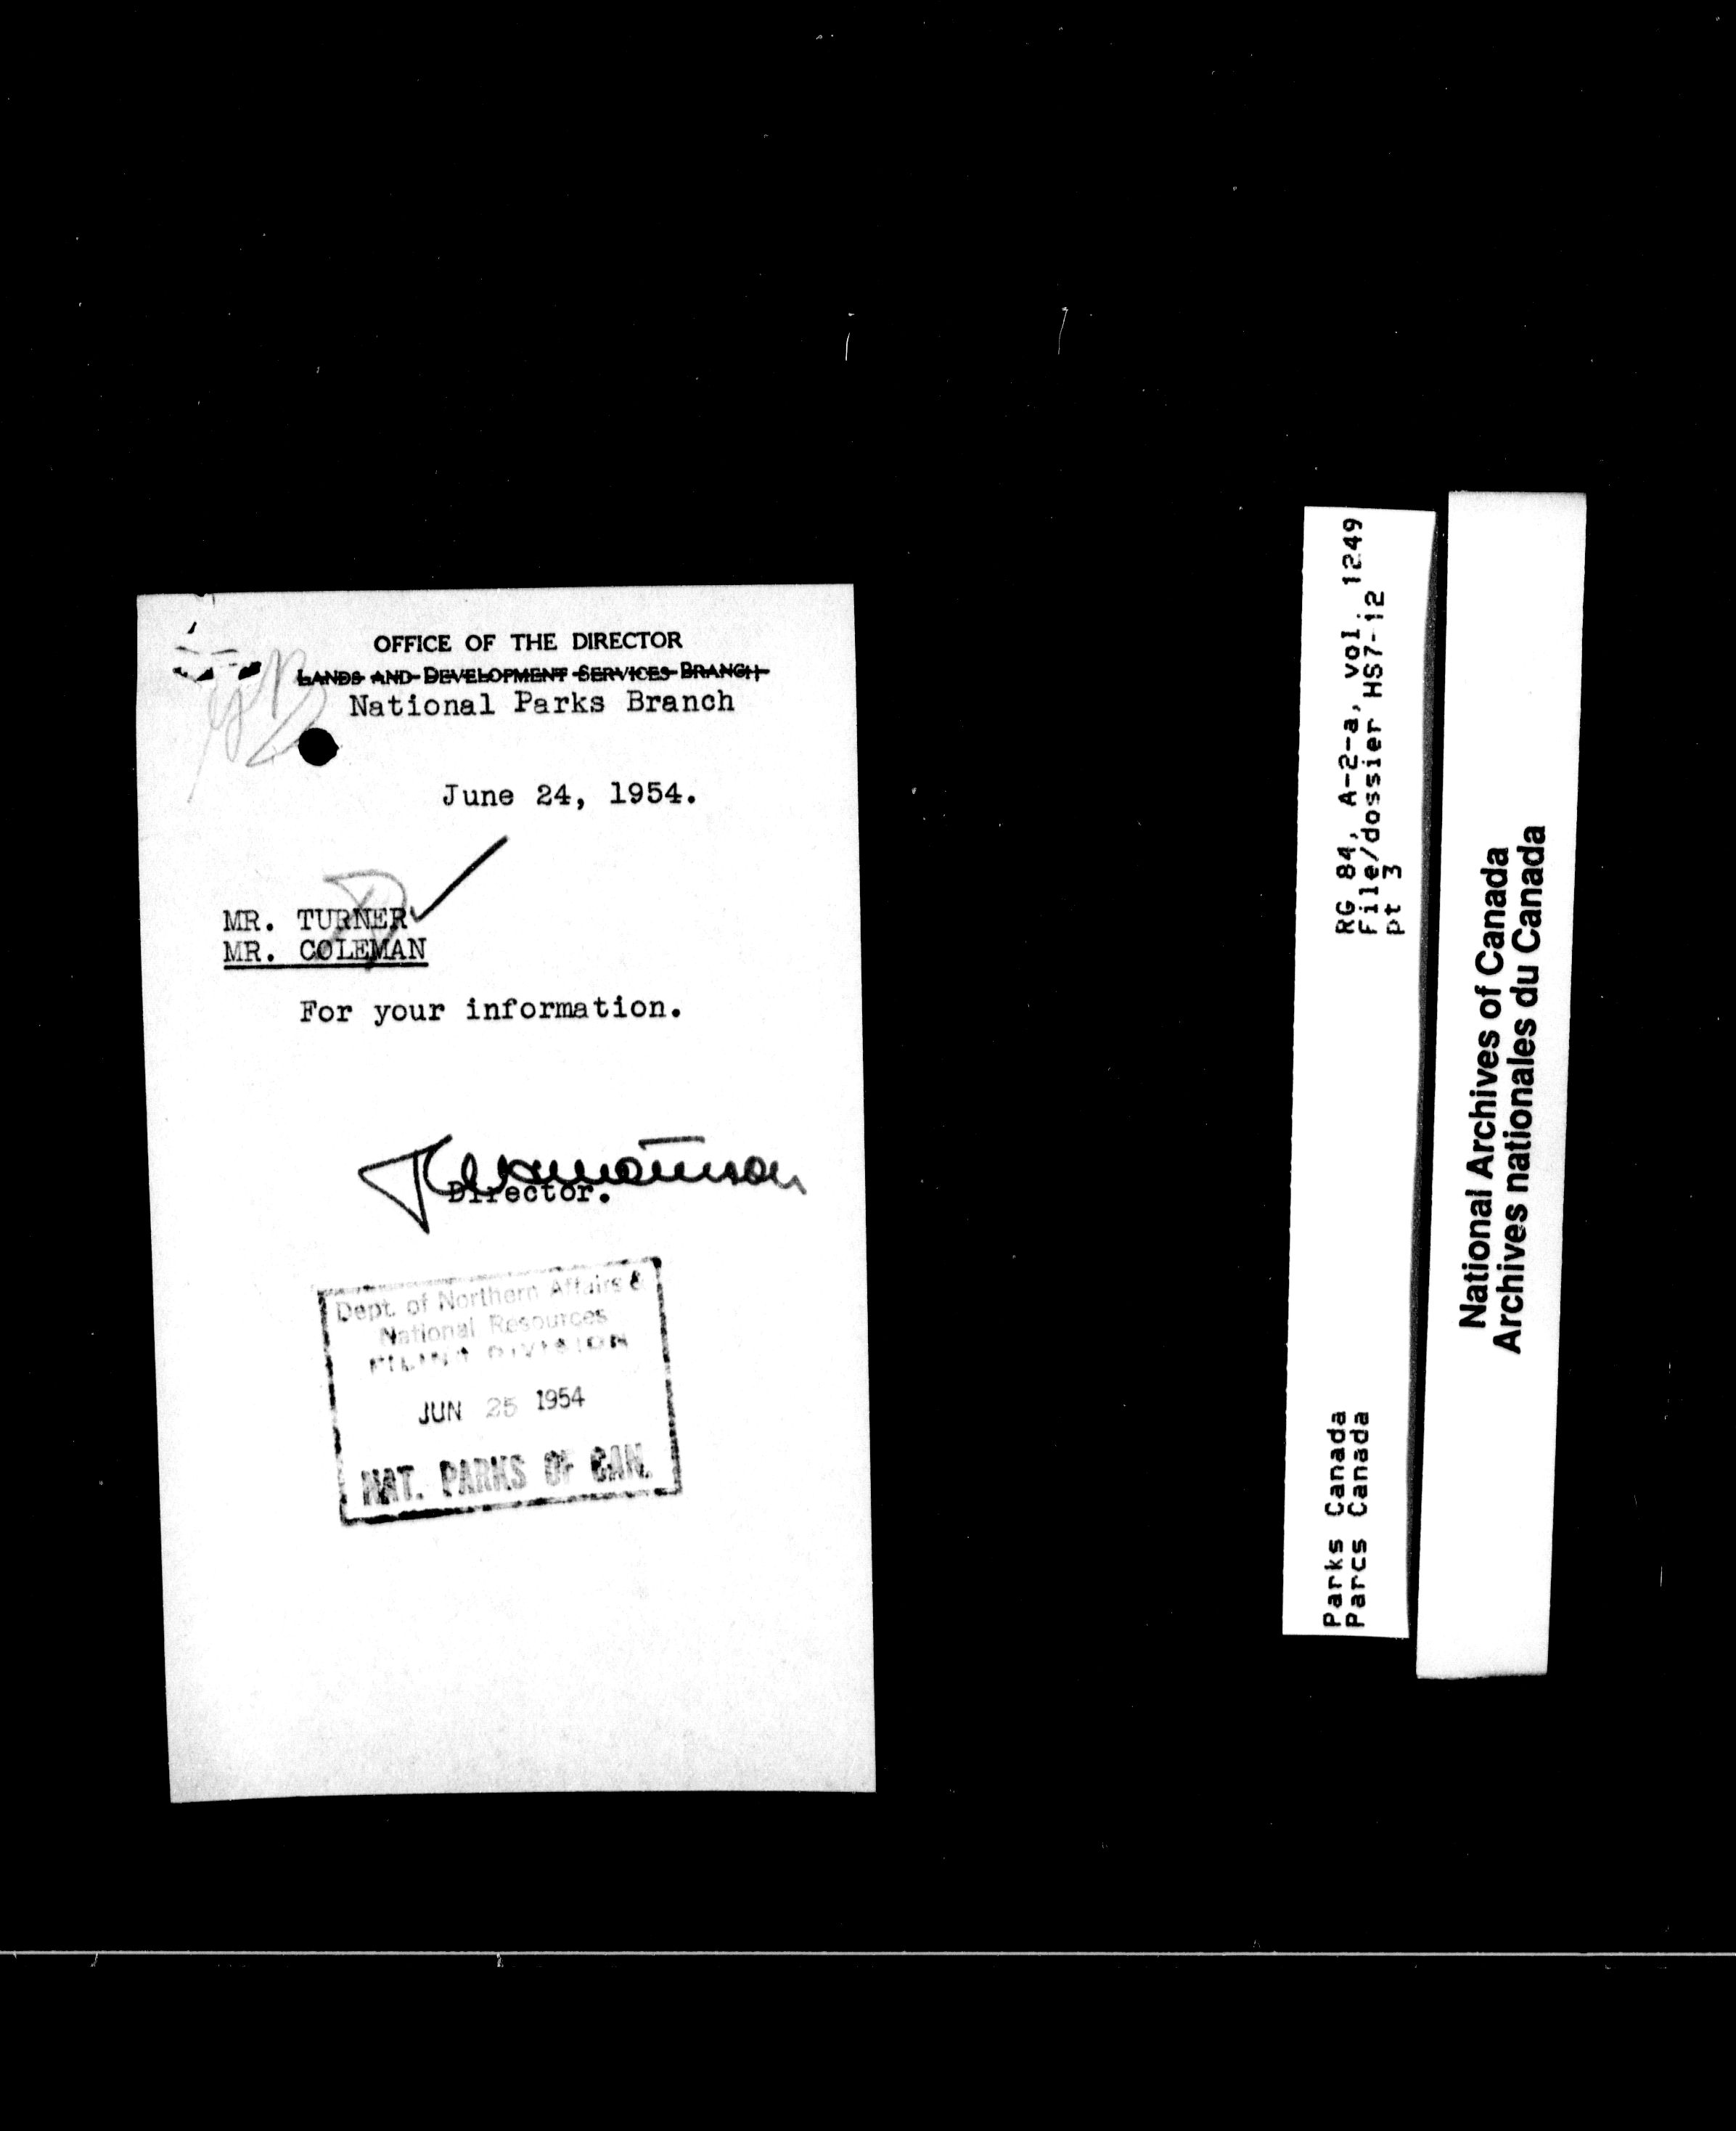 OFFICE OF THE DIRECTOR
LANDS AND DEVELOPMENT SERVICES BRANCH
National Parks Branch
June 24, 1954.
MR. TURNER
MR. COLEMAN
For your information.
Director.
Dept. of Northern Affairs &
National Resources
DIVISION
JUN 25 1954
NAT. PARKS OF CAN.
RG 84, A-2-a, vol. 1249
File/dossier HS7-12
pt 3
Parks Canada
Parcs Canada
National Archives of Canada
Archives nationales du Canada